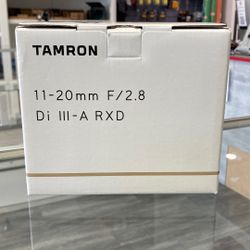 TAMRON
11-20mm F/2.8
Di III-A RXD